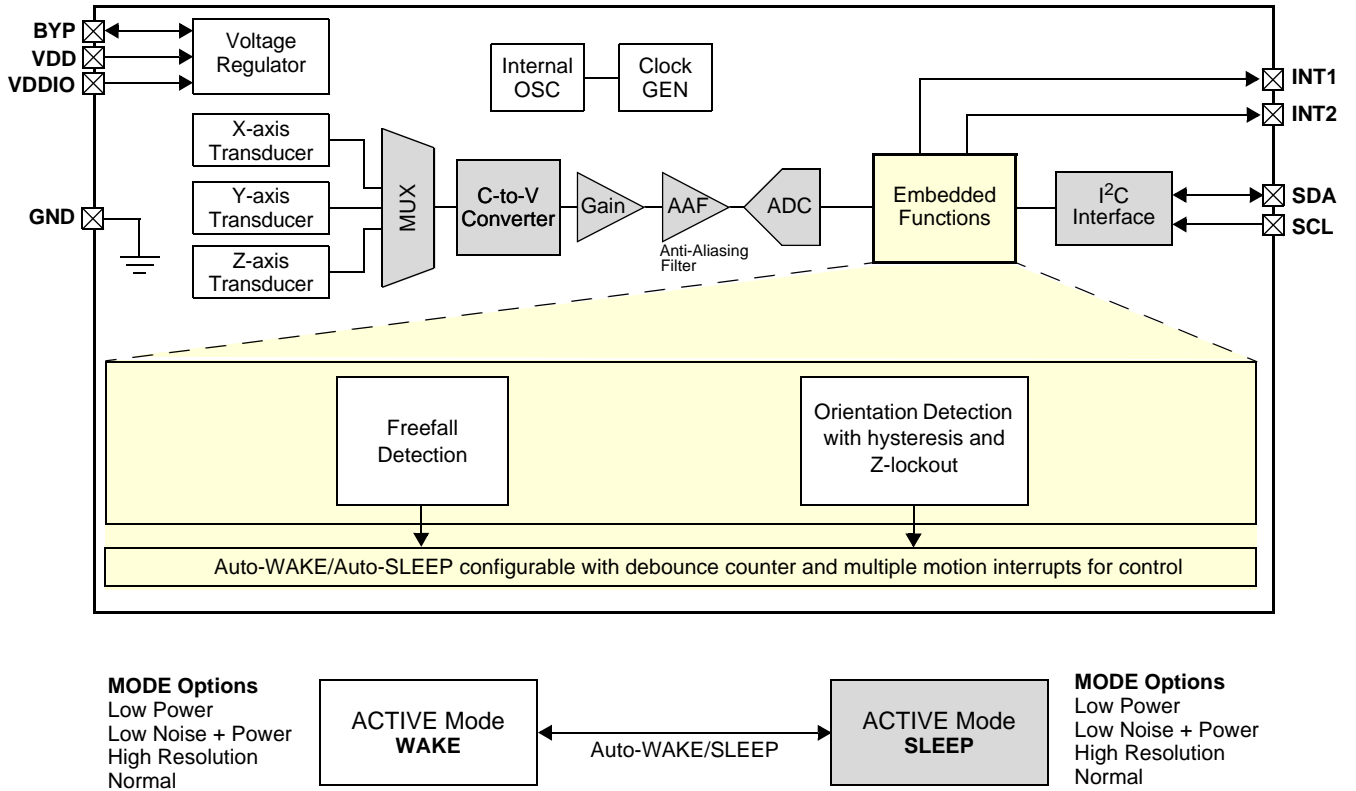 BYP
VDD
VDDIO
GND
Voltage
Regulator
Internal
OSC
Clock
GEN
X-axis
Transducer
Y-axis
Transducer
Z-axis
Transducer
MUX
C-to-V
Converter
Gain
AAF
Anti-Aliasing
Filter
ADC
Embedded
Functions
I²C
Interface
INT1
INT2
SDA
SCL
Freefall
Detection
Orientation Detection
with hysteresis and
Z-lockout
Auto-WAKE/Auto-SLEEP configurable with debounce counter and multiple motion interrupts for control
MODE Options
Low Power
Low Noise + Power
High Resolution
Normal
ACTIVE Mode
WAKE
Auto-WAKE/SLEEP
ACTIVE Mode
SLEEP
MODE Options
Low Power
Low Noise + Power
High Resolution
Normal